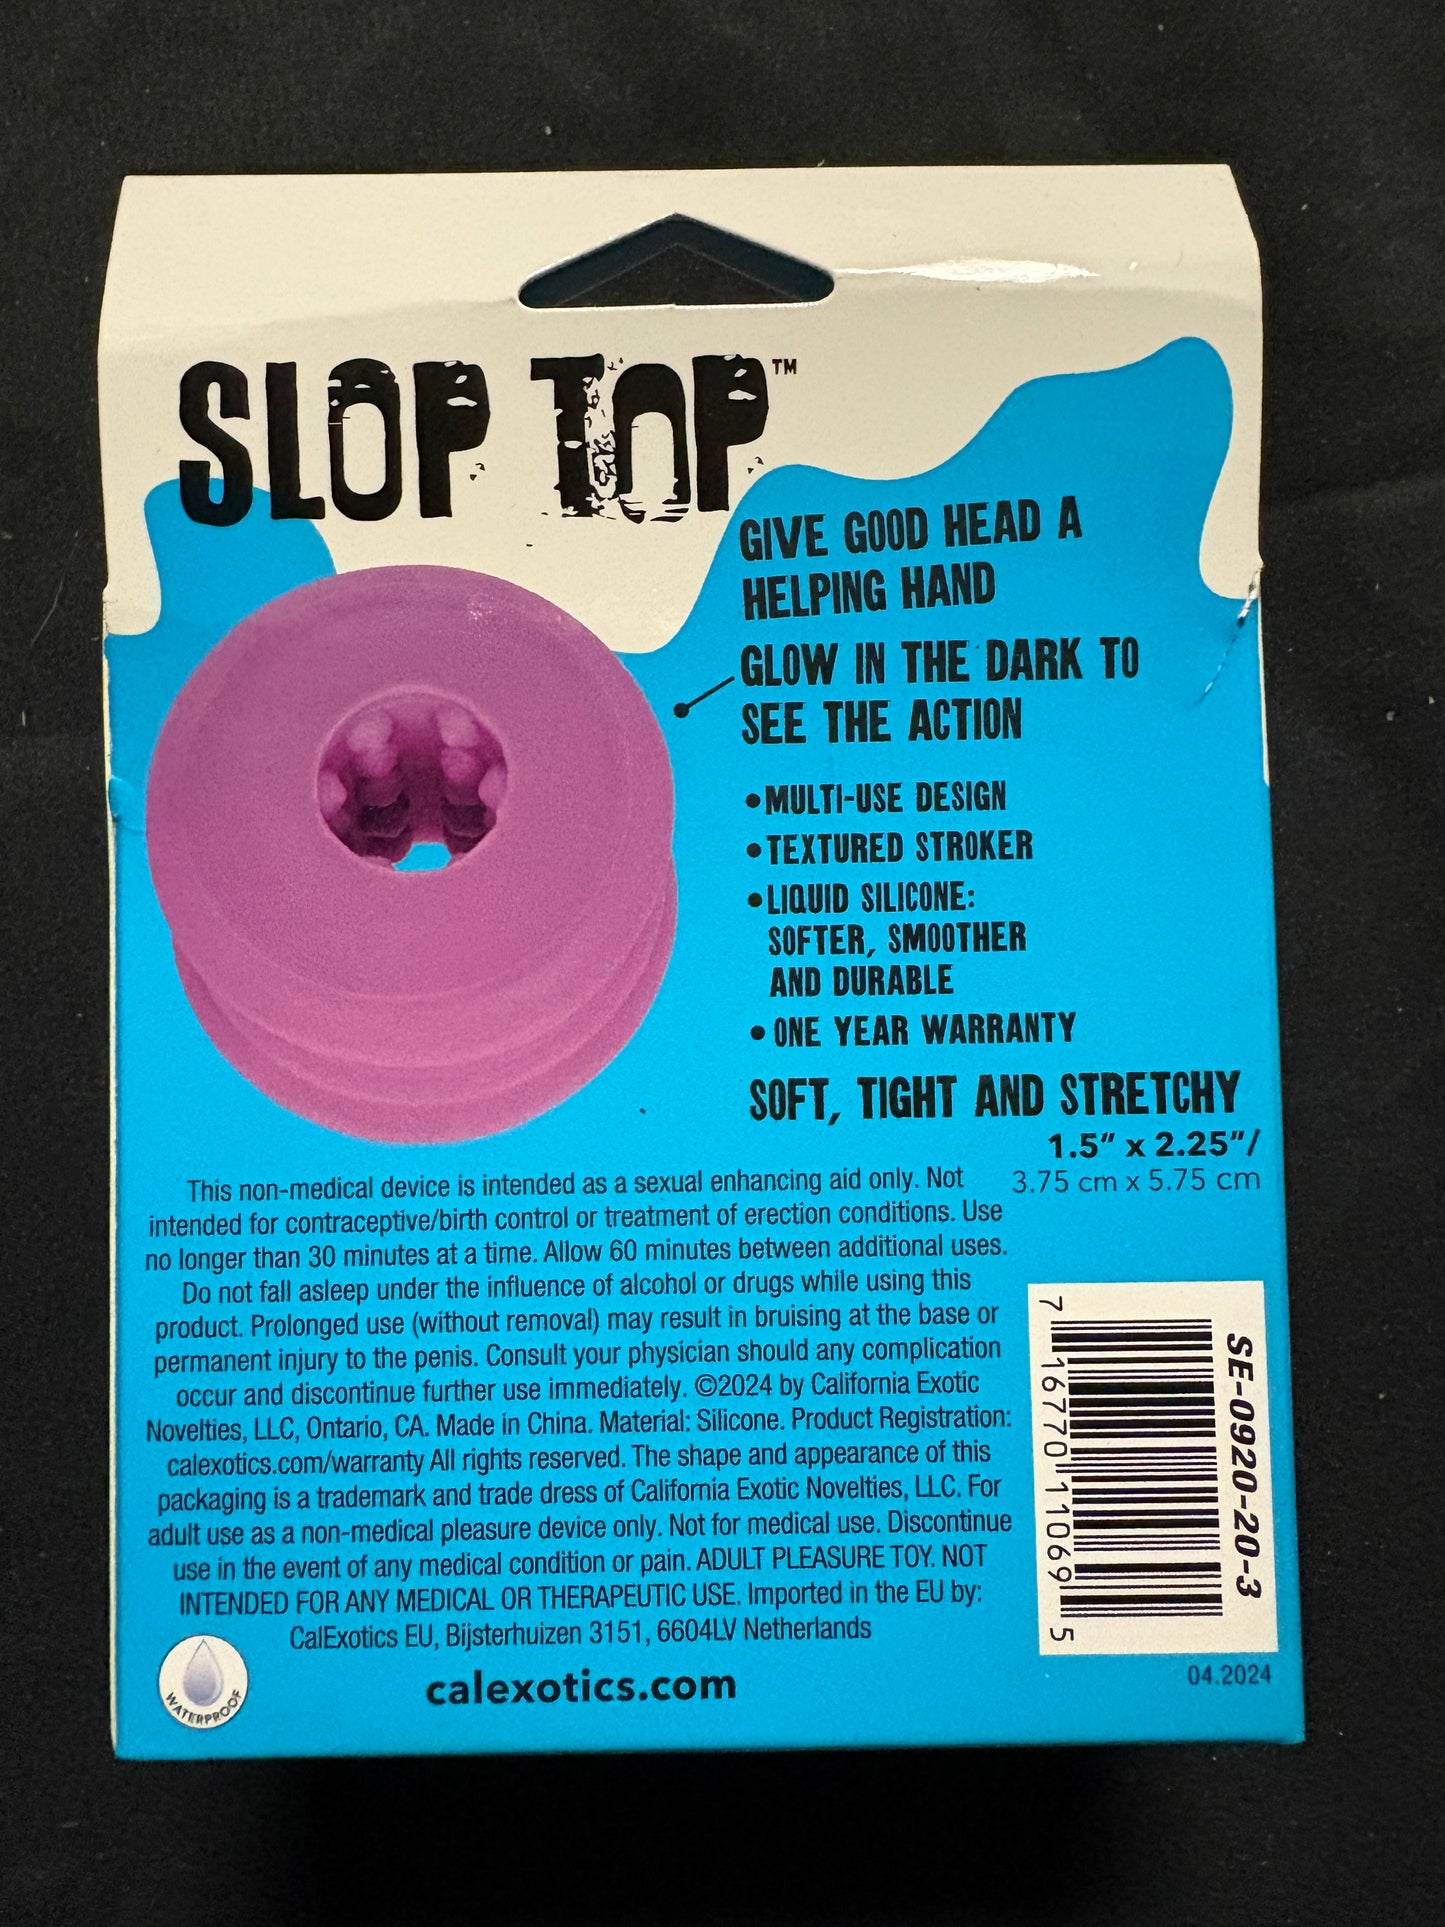 SLOP TOP™
GIVE GOOD HEAD A
HELPING HAND
GLOW IN THE DARK TO
SEE THE ACTION
•MULTI-USE DESIGN
•TEXTURED STROKER
•LIQUID SILICONE:
SOFTER, SMOOTHER
AND DURABLE
• ONE YEAR WARRANTY
SOFT, TIGHT AND STRETCHY
1.5" x 2.25"/
3.75 cm x 5.75 cm
This non-medical device is intended as a sexual enhancing aid only. Not
intended for contraceptive/birth control or treatment of erection conditions. Use
no longer than 30 minutes at a time. Allow 60 minutes between additional uses.
Do not fall asleep under the influence of alcohol or drugs while using this
product. Prolonged use (without removal) may result in bruising at the base or
permanent injury to the penis. Consult your physician should any complication
occur and discontinue further use immediately. ©2024 by California Exotic
Novelties, LLC, Ontario, CA. Made in China. Material: Silicone. Product Registration:
calexotics.com/warranty All rights reserved. The shape and appearance of this
packaging is a trademark and trade dress of California Exotic Novelties, LLC. For
adult use as a non-medical pleasure device only. Not for medical use. Discontinue
use in the event of any medical condition or pain. ADULT PLEASURE TOY. NOT
INTENDED FOR ANY MEDICAL OR THERAPEUTIC USE. Imported in the EU by:
CalExotics EU, Bijsterhuizen 3151, 6604LV Netherlands
WATERPROOF
calexotics.com
SE-0920-20-3
7 16770 11069 5
04.2024